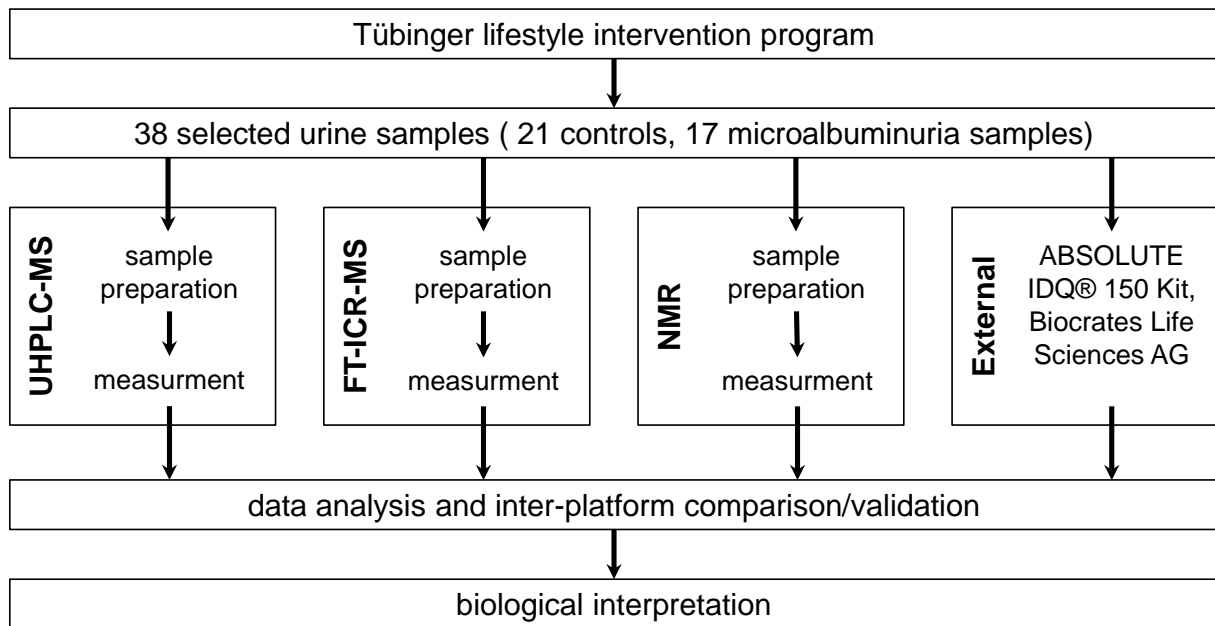 Tübinger lifestyle intervention program
38 selected urine samples ( 21 controls, 17 microalbuminuria samples)
UHPLC-MS
sample
preparation
measurment
FT-ICR-MS
sample
preparation
measurment
NMR
sample
preparation
measurment
External
ABSOLUTE
IDQ® 150 Kit,
Biocrates Life
Sciences AG
data analysis and inter-platform comparison/validation
biological interpretation